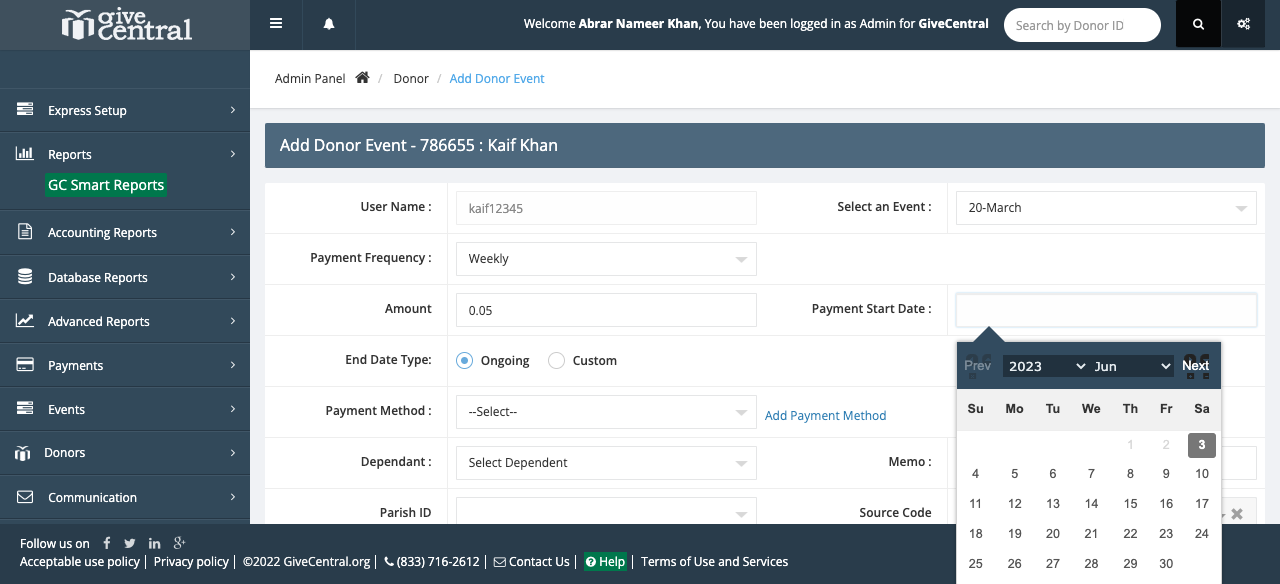 give central
Welcome Abrar Nameer Khan, You have been logged in as Admin for GiveCentral
Search by Donor ID
Admin Panel / Donor / Add Donor Event
Express Setup
Reports
GC Smart Reports
Accounting Reports
Database Reports
Advanced Reports
Payments
Events
Donors
Communication
Add Donor Event - 786655 : Kaif Khan
User Name : kaif12345 Select an Event : 20-March
Payment Frequency : Weekly
Amount 0.05 Payment Start Date :
End Date Type: Ongoing Custom
Payment Method : --Select-- Add Payment Method
Dependant : Select Dependent Memo :
Parish ID Source Code
Prev 2023 Jun Next
Su Mo Tu We Th Fr Sa
1 2 3
4 5 6 7 8 9 10
11 12 13 14 15 16 17
18 19 20 21 22 23 24
25 26 27 28 29 30
Follow us on
Acceptable use policy | Privacy policy | ©2022 GiveCentral.org | (833) 716-2612 | Contact Us | Help | Terms of Use and Services